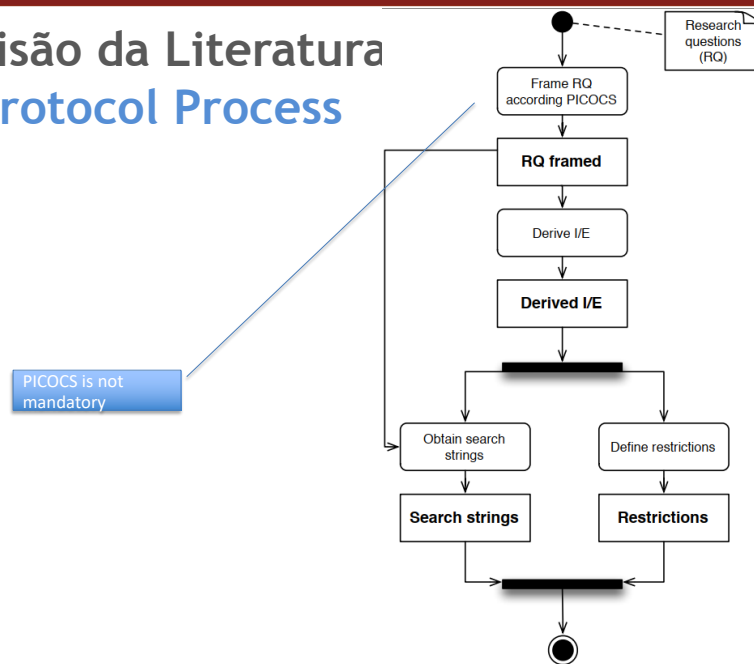 isão da Literatura
rotocol Process
Research
questions
(RQ)
Frame RQ
according PICOCS
RQ framed
Derive I/E
Derived I/E
PICOCS is not
mandatory
Obtain search
strings
Define restrictions
Search strings
Restrictions